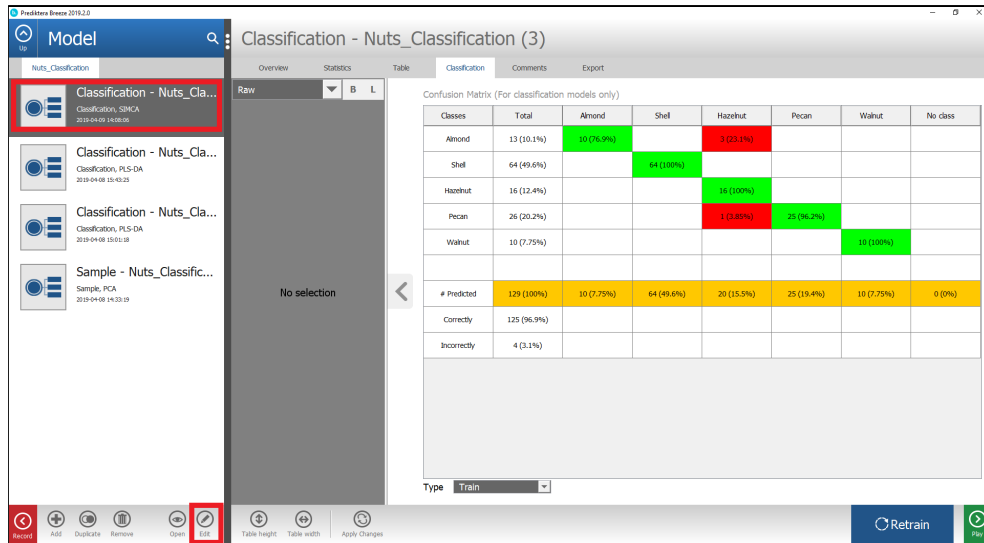 Prediktera Breeze 2019.2.0
Up
Model
Classification - Nuts_Classification (3)
Nuts_Classification
Overview Statistics Table Classification Comments Export
Classification - Nuts_Cla...
Classification, SIMCA
2019-04-09 14:06:06
Classification - Nuts_Cla...
Classification, PLS-DA
2019-04-08 15:43:25
Classification - Nuts_Cla...
Classification, PLS-DA
2019-04-08 15:01:18
Sample - Nuts_Classific...
Sample, PCA
2019-04-08 14:33:19
Raw B L
No selection
Confusion Matrix (For classification models only)
Classes Total Almond Shell Hazelnut Pecan Walnut No class
Almond 13 (10.1%) 10 (76.9%) 3 (23.1%)
Shell 64 (49.6%) 64 (100%)
Hazelnut 16 (12.4%) 16 (100%)
Pecan 26 (20.2%) 1 (3.85%) 25 (96.2%)
Walnut 10 (7.75%) 10 (100%)
# Predicted 129 (100%) 10 (7.75%) 64 (49.6%) 20 (15.5%) 25 (19.4%) 10 (7.75%) 0 (0%)
Correctly 125 (96.9%)
Incorrectly 4 (3.1%)
Type Train
Record Add Duplicate Remove Open Edit Table height Table width Apply Changes Retrain Play